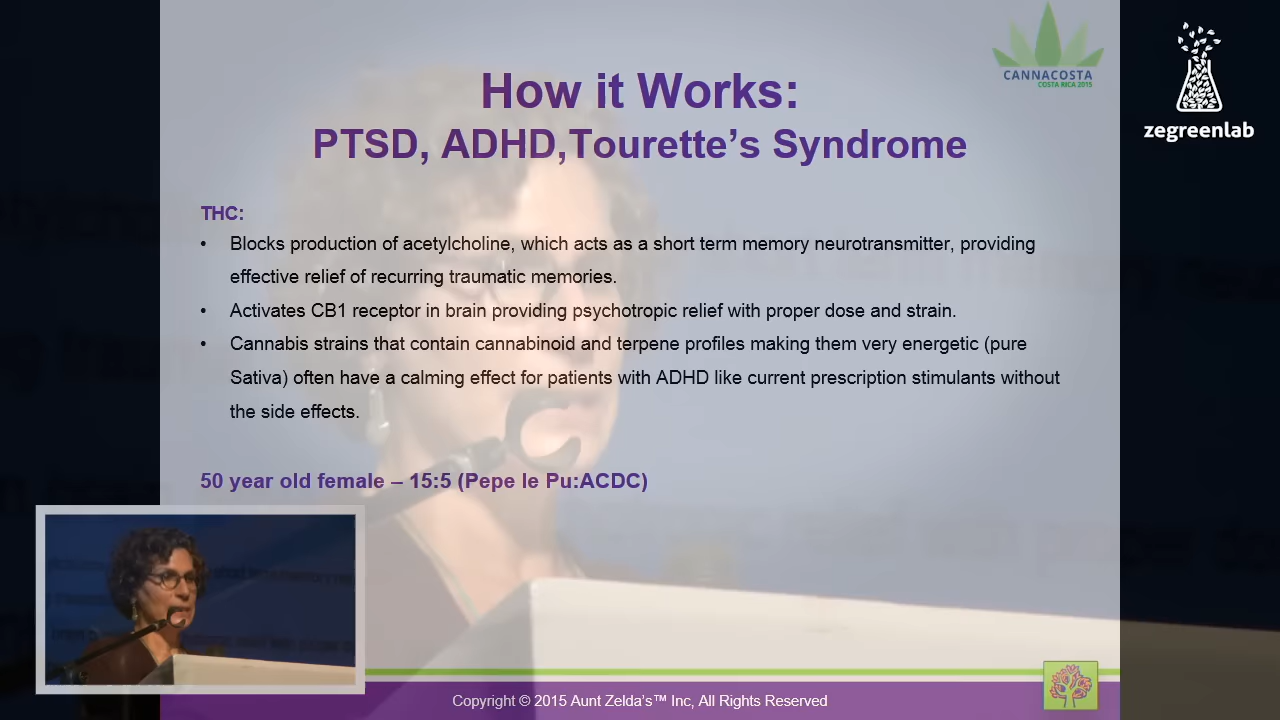 CANNACOSTA
COSTA RICA 2015
zegreenlab
How it Works:
PTSD, ADHD,Tourette’s Syndrome
THC:
• Blocks production of acetylcholine, which acts as a short term memory neurotransmitter, providing
effective relief of recurring traumatic memories.
• Activates CB1 receptor in brain providing psychotropic relief with proper dose and strain.
• Cannabis strains that contain cannabinoid and terpene profiles making them very energetic (pure
Sativa) often have a calming effect for patients with ADHD like current prescription stimulants without
the side effects.
50 year old female – 15:5 (Pepe le Pu:ACDC)
Copyright © 2015 Aunt Zelda’s™ Inc, All Rights Reserved